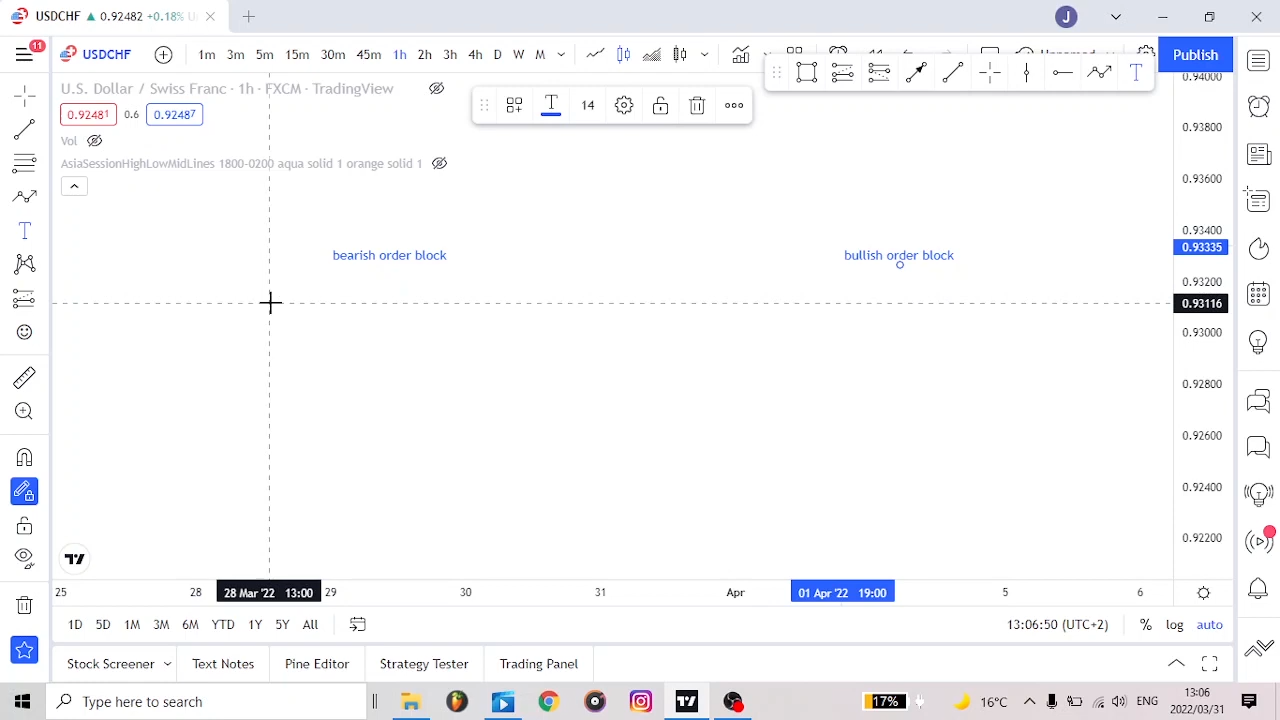 USDCHF ▲ 0.92482 +0.18%
J
11
USDCHF
1m 3m 5m 15m 30m 45m 1h 2h 3h 4h D W M
Publish
U.S. Dollar / Swiss Franc · 1h · FXCM · TradingView
0.92481 0.6 0.92487
14
Vol
AsiaSessionHighLowMidLines 1800-0200 aqua solid 1 orange solid 1
bearish order block
bullish order block
0.94000
0.93800
0.93600
0.93400
0.93335
0.93200
0.93116
0.93000
0.92800
0.92600
0.92400
0.92200
25 28 28 Mar '22 13:00 29 30 31 Apr 01 Apr '22 19:00 5 6
1D 5D 1M 3M 6M YTD 1Y 5Y All
13:06:50 (UTC+2) % log auto
Stock Screener Text Notes Pine Editor Strategy Tester Trading Panel
Type here to search
17% 16°C ENG
13:06
2022/03/31